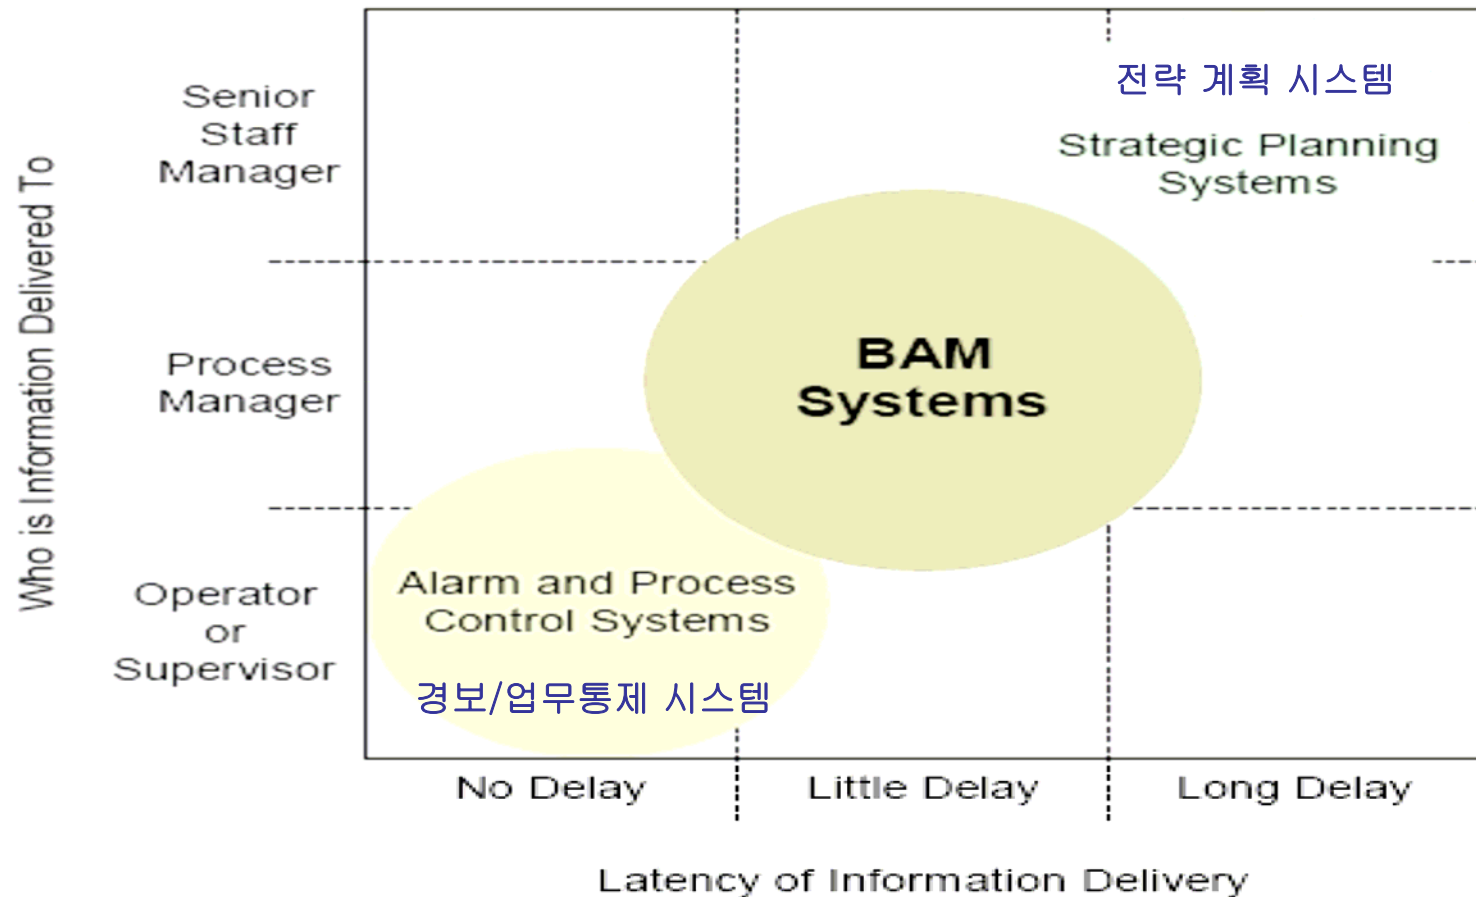 Who is Information Delivered To
Senior
Staff
Manager
Process
Manager
Operator
or
Supervisor
전략 계획 시스템
Strategic Planning
Systems
BAM
Systems
Alarm and Process
Control Systems
경보/업무통제 시스템
No Delay
Little Delay
Long Delay
Latency of Information Delivery